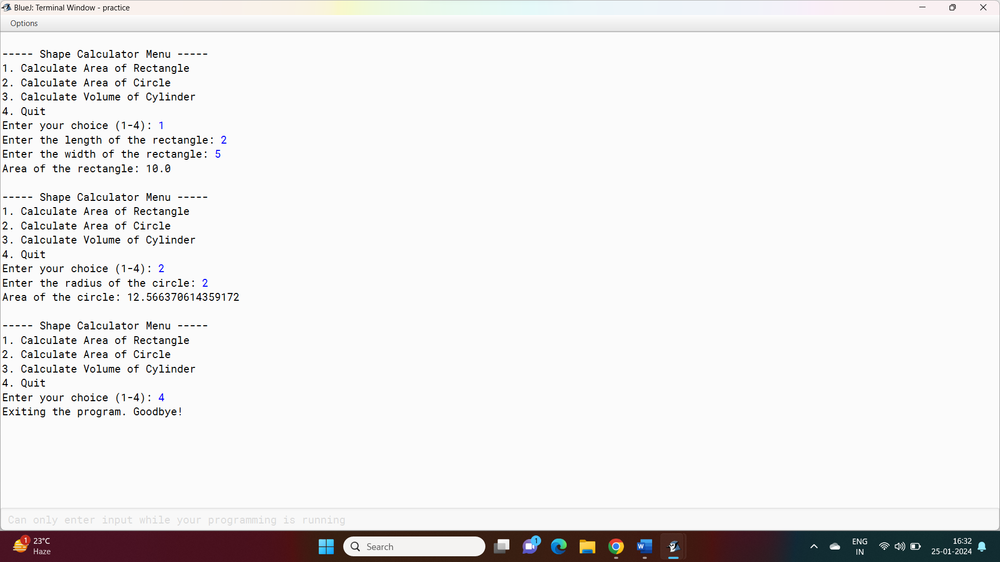 BlueJ: Terminal Window - practice
Options
----- Shape Calculator Menu -----
1. Calculate Area of Rectangle
2. Calculate Area of Circle
3. Calculate Volume of Cylinder
4. Quit
Enter your choice (1-4): 1
Enter the length of the rectangle: 2
Enter the width of the rectangle: 5
Area of the rectangle: 10.0
----- Shape Calculator Menu -----
1. Calculate Area of Rectangle
2. Calculate Area of Circle
3. Calculate Volume of Cylinder
4. Quit
Enter your choice (1-4): 2
Enter the radius of the circle: 2
Area of the circle: 12.566370614359172
----- Shape Calculator Menu -----
1. Calculate Area of Rectangle
2. Calculate Area of Circle
3. Calculate Volume of Cylinder
4. Quit
Enter your choice (1-4): 4
Exiting the program. Goodbye!
Can only enter input while your programming is running
1
23°C
Haze
Search
1
W
ENG
IN
16:32
25-01-2024